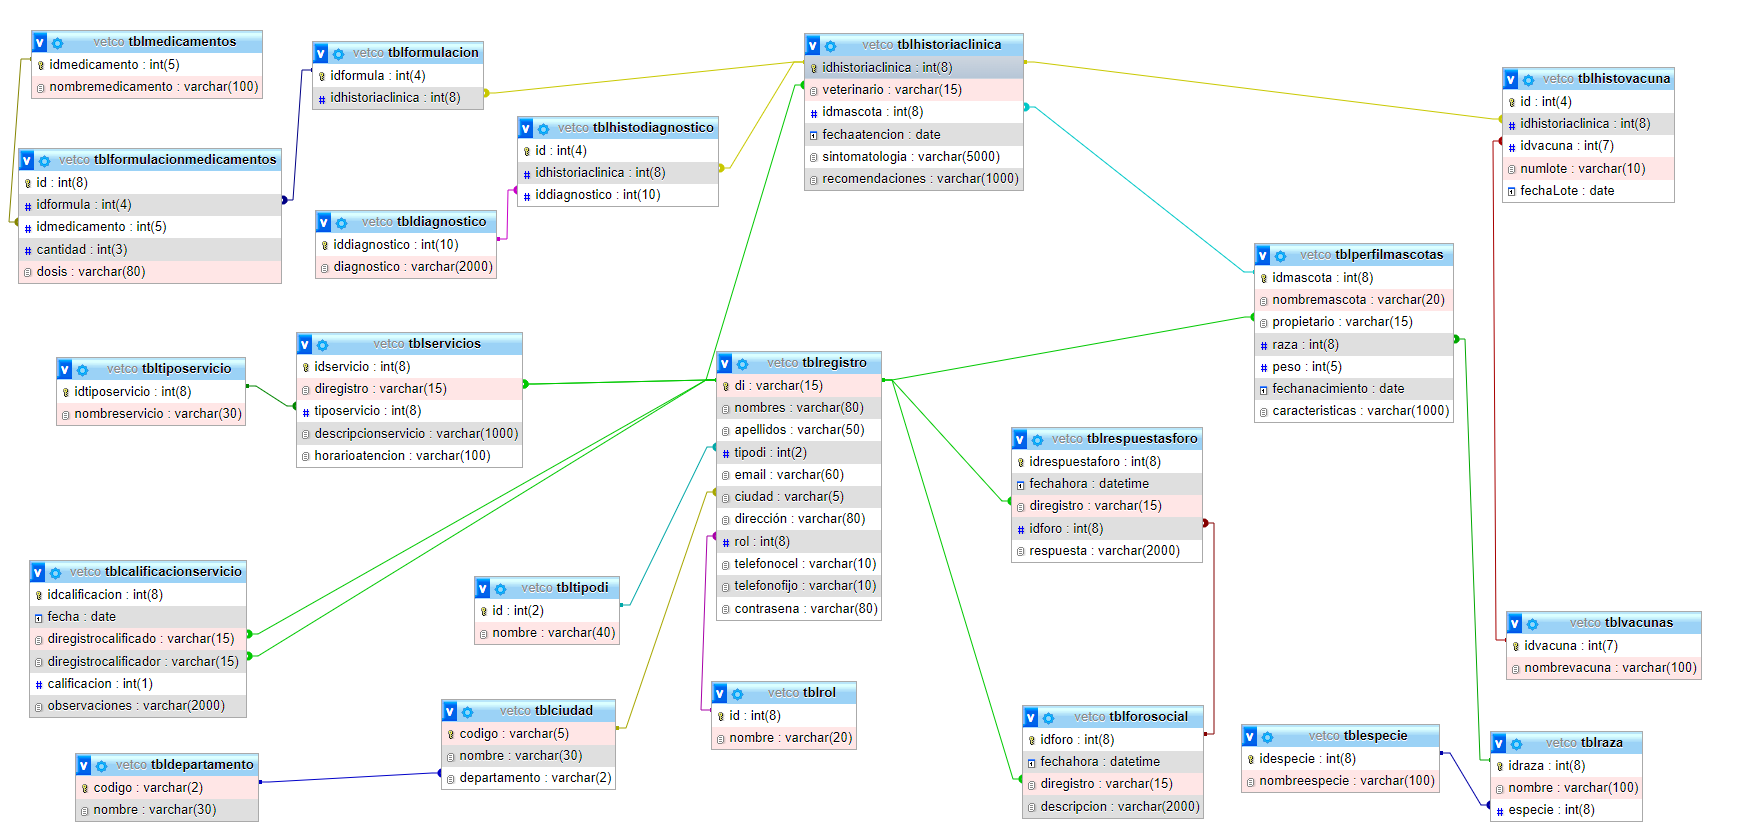 vetco tblmedicamentos
idmedicamento : int(5)
nombremedicamento : varchar(100)
vetco tblformulacion
idformula : int(4)
idhistoriaclinica : int(8)
vetco tblhistoriaclinica
idhistoriaclinica : int(8)
veterinario : varchar(15)
idmascota : int(8)
fechaatencion : date
sintomatologia : varchar(5000)
recomendaciones : varchar(1000)
vetco tblhistovacuna
id : int(4)
idhistoriaclinica : int(8)
idvacuna : int(7)
numlote : varchar(10)
fechaLote : date
vetco tblhistodiagnostico
id : int(4)
idhistoriaclinica : int(8)
iddiagnostico : int(10)
vetco tblformulacionmedicamentos
id : int(8)
idformula : int(4)
idmedicamento : int(5)
cantidad : int(3)
dosis : varchar(80)
vetco tbldiagnostico
iddiagnostico : int(10)
diagnostico : varchar(2000)
vetco tblperfilmascotas
idmascota : int(8)
nombremascota : varchar(20)
propietario : varchar(15)
raza : int(8)
peso : int(5)
fechanacimiento : date
caracteristicas : varchar(1000)
vetco tbltiposervicio
idtiposervicio : int(8)
nombreservicio : varchar(30)
vetco tblservicios
idservicio : int(8)
diregistro : varchar(15)
tiposervicio : int(8)
descripcionservicio : varchar(1000)
horarioatencion : varchar(100)
vetco tblregistro
di : varchar(15)
nombres : varchar(80)
apellidos : varchar(50)
tipodi : int(2)
email : varchar(60)
ciudad : varchar(5)
dirección : varchar(80)
rol : int(8)
telefonocel : varchar(10)
telefonofijo : varchar(10)
contrasena : varchar(80)
vetco tblrespuestasforo
idrespuestaforo : int(8)
fechahora : datetime
diregistro : varchar(15)
idforo : int(8)
respuesta : varchar(2000)
vetco tblcalificacionservicio
idcalificacion : int(8)
fecha : date
diregistrocalificado : varchar(15)
diregistrocalificador : varchar(15)
calificacion : int(1)
observaciones : varchar(2000)
vetco tbltipodi
id : int(2)
nombre : varchar(40)
vetco tblvacunas
idvacuna : int(7)
nombrevacuna : varchar(100)
vetco tblrol
id : int(8)
nombre : varchar(20)
vetco tblciudad
codigo : varchar(5)
nombre : varchar(30)
departamento : varchar(2)
vetco tblforosocial
idforo : int(8)
fechahora : datetime
diregistro : varchar(15)
descripcion : varchar(2000)
vetco tblespecie
idespecie : int(8)
nombreespecie : varchar(100)
vetco tblraza
idraza : int(8)
nombre : varchar(100)
especie : int(8)
vetco tbldepartamento
codigo : varchar(2)
nombre : varchar(30)